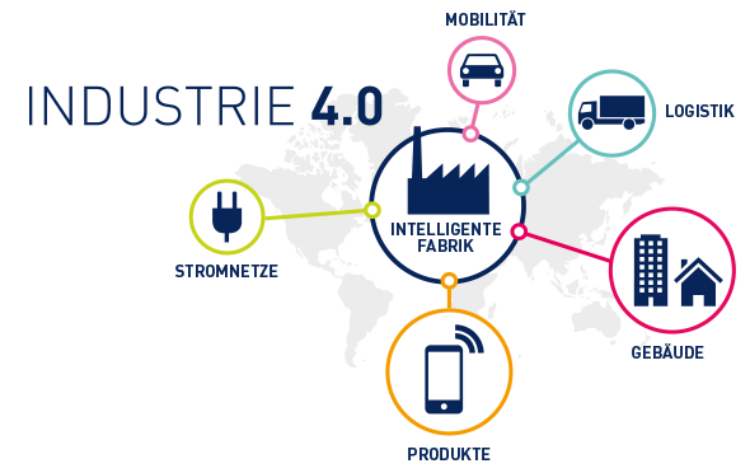 MOBILITÄT
INDUSTRIE 4.0
LOGISTIK
INTELLIGENTE
FABRIK
STROMNETZE
GEBÄUDE
PRODUKTE